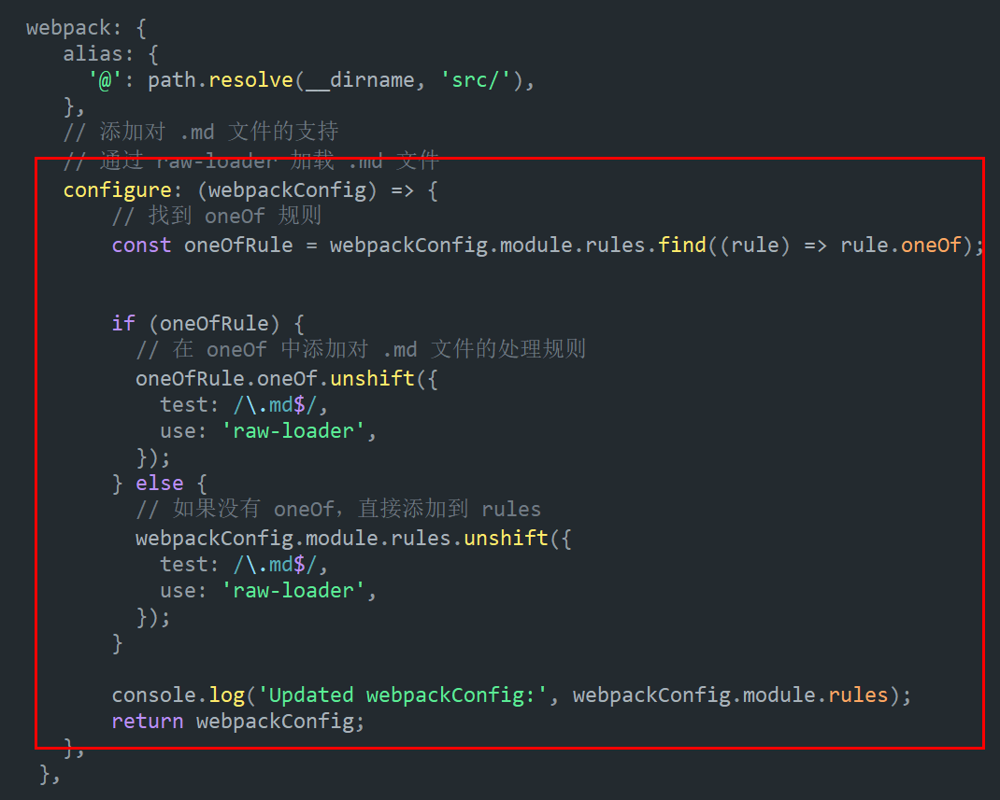 webpack: {
alias: {
'@': path.resolve(__dirname, 'src/'),
},
// 添加对 .md 文件的支持
// 通过 raw-loader 加载 .md 文件
configure: (webpackConfig) => {
// 找到 oneOf 规则
const oneOfRule = webpackConfig.module.rules.find((rule) => rule.oneOf);
if (oneOfRule) {
// 在 oneOf 中添加对 .md 文件的处理规则
oneOfRule.oneOf.unshift({
test: /\.md$/,
use: 'raw-loader',
});
} else {
// 如果没有 oneOf，直接添加到 rules
webpackConfig.module.rules.unshift({
test: /\.md$/,
use: 'raw-loader',
});
}
console.log('Updated webpackConfig:', webpackConfig.module.rules);
return webpackConfig;
},
},